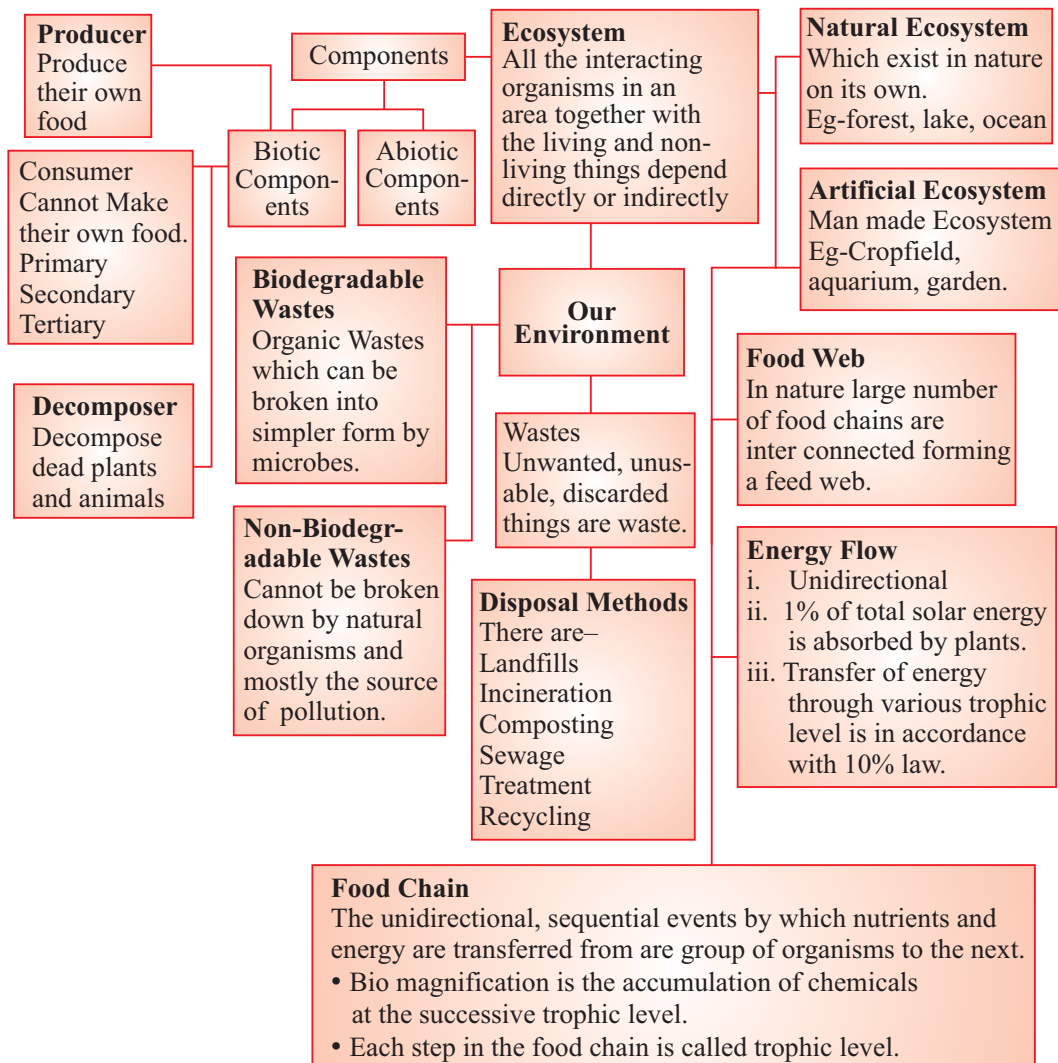 Producer
Produce
their own
food
Components
Ecosystem
All the interacting
organisms in an
area together with
the living and non-
living things depend
directly or indirectly
Natural Ecosystem
Which exist in nature
on its own.
Eg-forest, lake, ocean
Biotic
Compon-
ents
Abiotic
Compon-
ents
Consumer
Cannot Make
their own food.
Primary
Secondary
Tertiary
Artificial Ecosystem
Man made Ecosystem
Eg-Cropfield,
aquarium, garden.
Biodegradable
Wastes
Organic Wastes
which can be
broken into
simpler form by
microbes.
Our
Environment
Food Web
In nature large number
of food chains are
inter connected forming
a feed web.
Decomposer
Decompose
dead plants
and animals
Wastes
Unwanted, unus-
able, discarded
things are waste.
Non-Biodegr-
adable Wastes
Cannot be broken
down by natural
organisms and
mostly the source
of pollution.
Energy Flow
i. Unidirectional
ii. 1% of total solar energy
is absorbed by plants.
iii. Transfer of energy
through various trophic
level is in accordance
with 10% law.
Disposal Methods
There are–
Landfills
Incineration
Composting
Sewage
Treatment
Recycling
Food Chain
The unidirectional, sequential events by which nutrients and
energy are transferred from are group of organisms to the next.
• Bio magnification is the accumulation of chemicals
at the successive trophic level.
• Each step in the food chain is called trophic level.